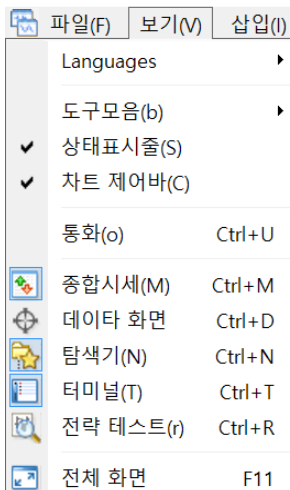 파일(F) 보기(V) 삽입(I)
Languages
도구모음(b)
상태표시줄(S)
차트 제어바(C)
통화(o) Ctrl+U
종합시세(M) Ctrl+M
데이타 화면 Ctrl+D
탐색기(N) Ctrl+N
터미널(T) Ctrl+T
전략 테스트(r) Ctrl+R
전체 화면 F11